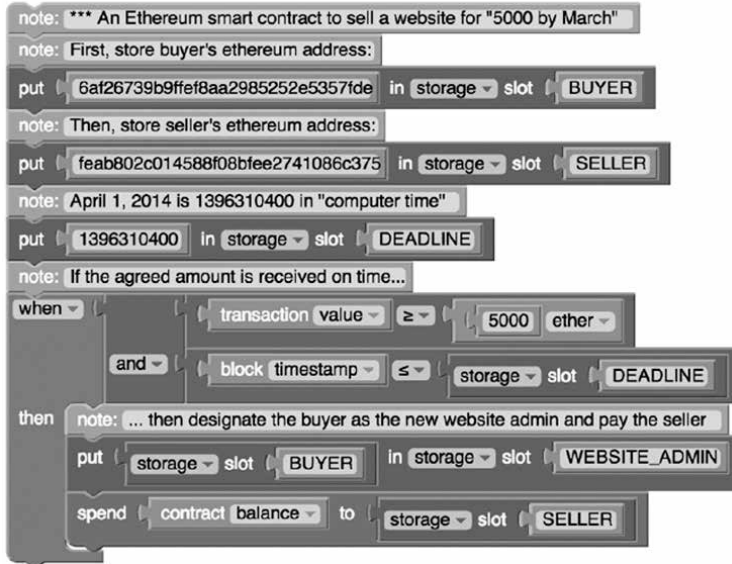 note: *** An Ethereum smart contract to sell a website for "5000 by March"
note: First, store buyer's ethereum address:
put 6af26739b9ffef8aa2985252e5357fde in storage slot BUYER
note: Then, store seller's ethereum address:
put feab802c014588f08bfee2741086c375 in storage slot SELLER
note: April 1, 2014 is 1396310400 in "computer time"
put 1396310400 in storage slot DEADLINE
note: If the agreed amount is received on time...
when transaction value ≥ 5000 ether
and block timestamp ≤ storage slot DEADLINE
then note: ... then designate the buyer as the new website admin and pay the seller
put storage slot BUYER in storage slot WEBSITE_ADMIN
spend contract balance to storage slot SELLER